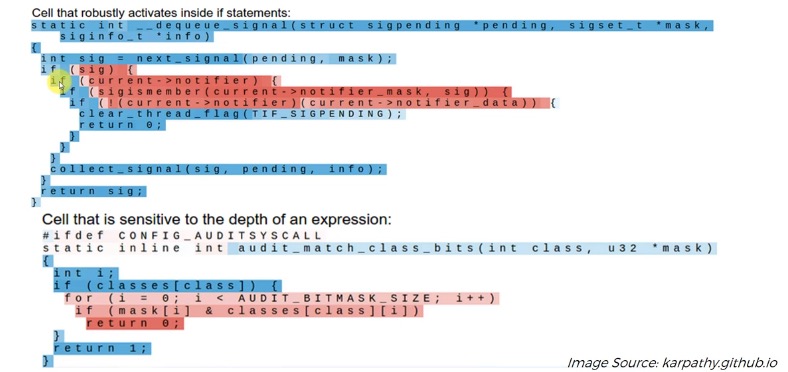 Cell that robustly activates inside if statements:
static int __dequeue_signal(struct sigpending *pending, sigset_t *mask,
siginfo_t *info)
{
int sig = next_signal(pending, mask);
if (sig) {
if (current->notifier) {
if (sigismember(current->notifier_mask, sig)) {
if (!(current->notifier)(current->notifier_data)) {
clear_thread_flag(TIF_SIGPENDING);
return 0;
}
}
}
collect_signal(sig, pending, info);
}
return sig;
}
Cell that is sensitive to the depth of an expression:
#ifdef CONFIG_AUDITSYSCALL
static inline int audit_match_class_bits(int class, u32 *mask)
{
int i;
if (classes[class]) {
for (i = 0; i < AUDIT_BITMASK_SIZE; i++)
if (mask[i] & classes[class][i])
return 0;
}
return 1;
}
Image Source: karpathy.github.io